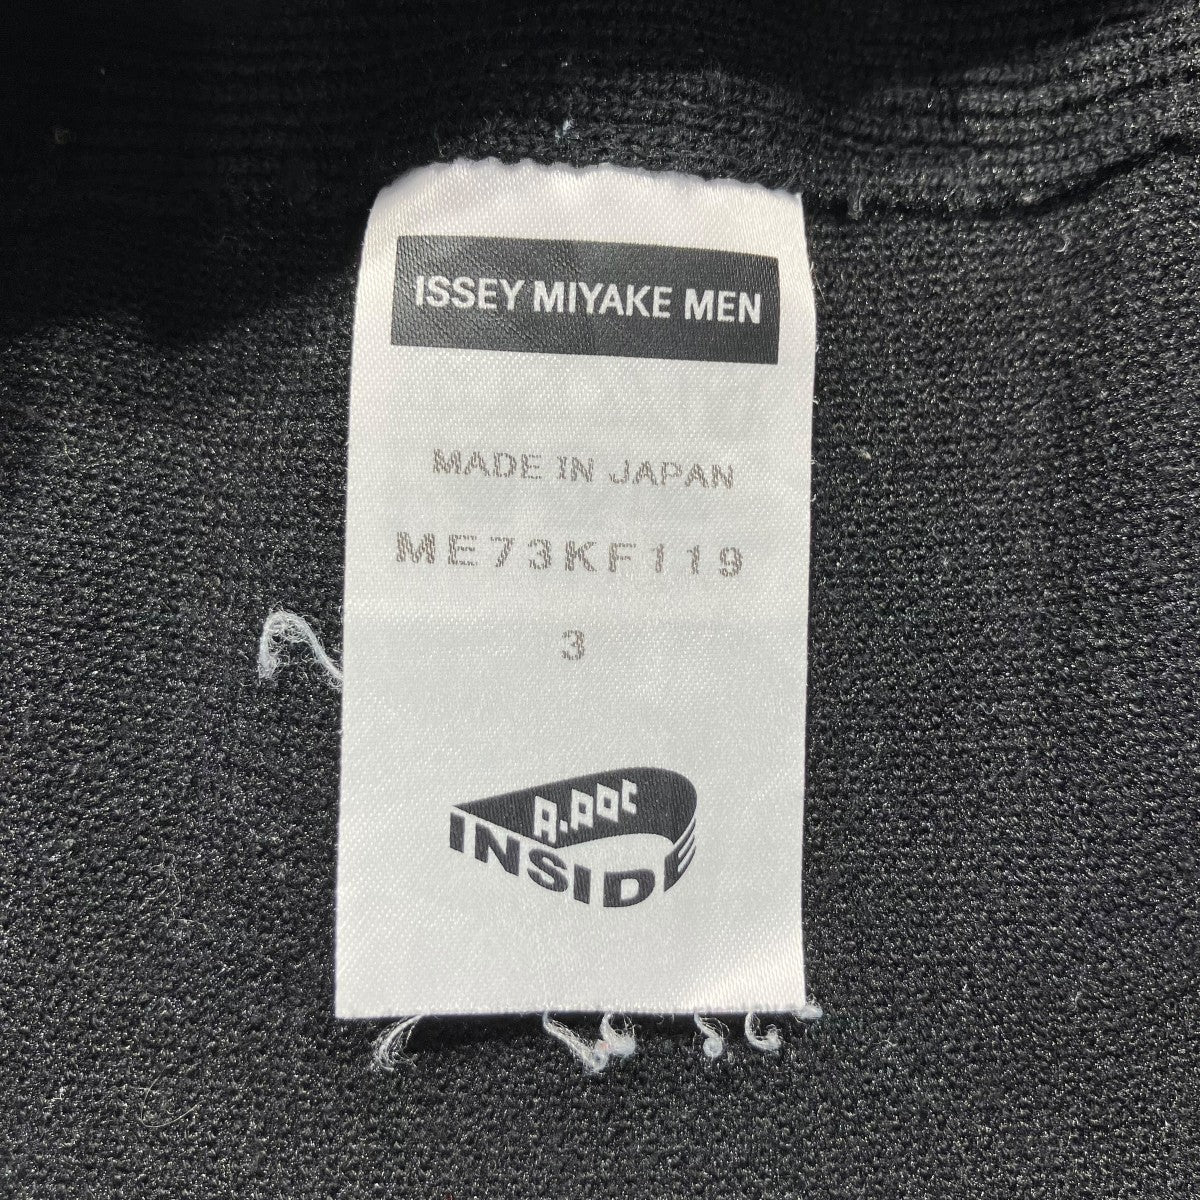 ISSEY MIYAKE MEN
MADE IN JAPAN
ME73KF119
3
A.POC
INSIDE